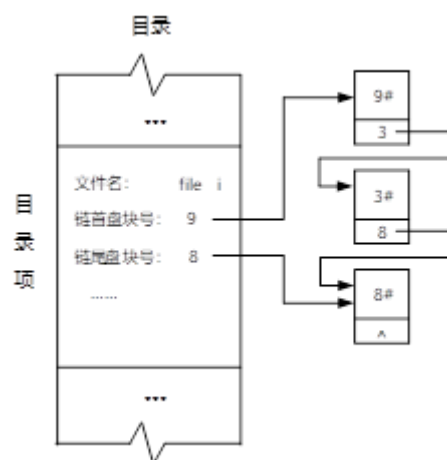 目录
...
文件名： file i
链首盘块号： 9
链尾盘块号： 8
......
目录项
...
9#
3
3#
8
8#
^